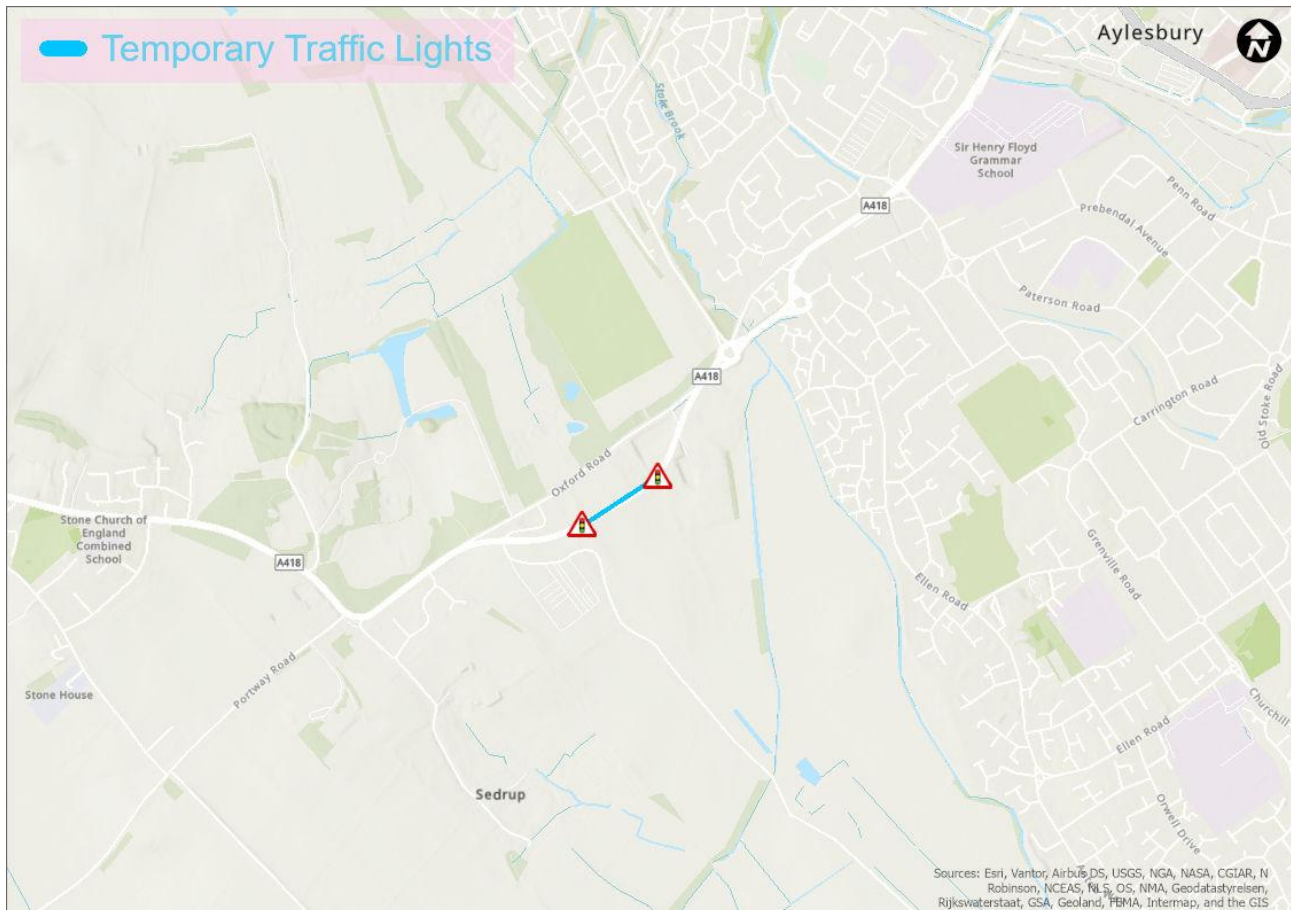 Temporary Traffic Lights
Aylesbury
N
Stoke Brook
Sir Henry Floyd
Grammar
School
A418
Penn Road
Prebendal Avenue
Paterson Road
A418
Carrington Road
Old Stoke Road
Oxford Road
Stone Church of
England
Combined
School
A418
Grenville Road
Ellen Road
Portway Road
Stone House
Churchill
Ellen Road
Sedrup
Orwell Drive
Sources: Esri, Vantor, Airbus DS, USGS, NGA, NASA, CGIAR, N
Robinson, NCEAS, NLS, OS, NMA, Geodatastyrelsen,
Rijkswaterstaat, GSA, Geoland, FEMA, Intermap, and the GIS